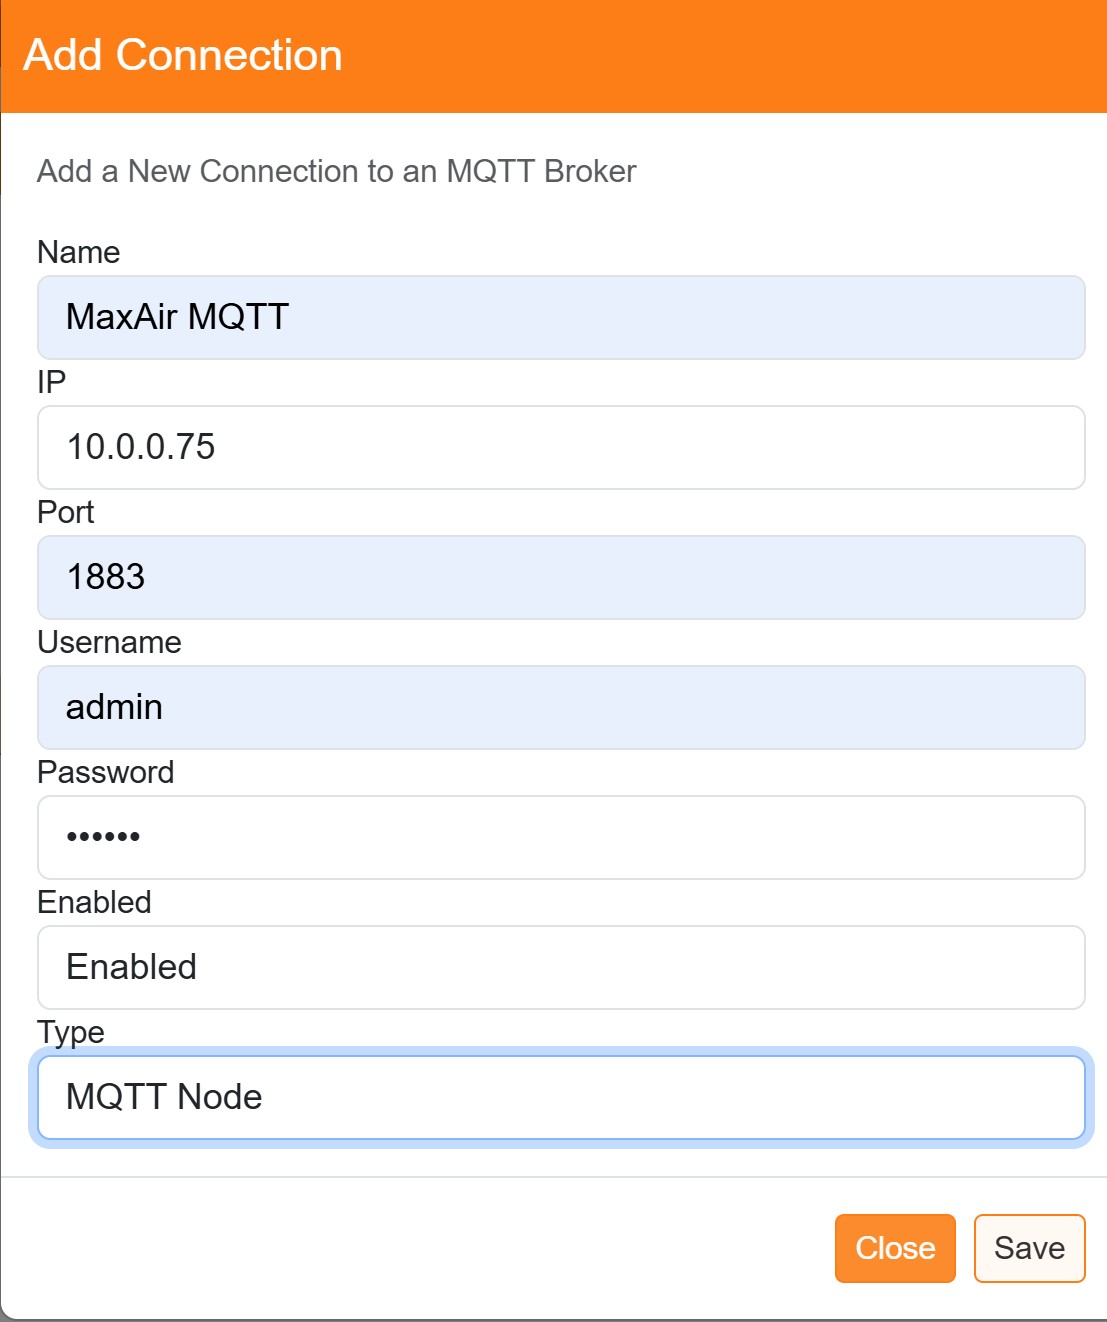 Add Connection
Add a New Connection to an MQTT Broker
Name
MaxAir MQTT
IP
10.0.0.75
Port
1883
Username
admin
Password
••••••
Enabled
Enabled
Type
MQTT Node
Close Save